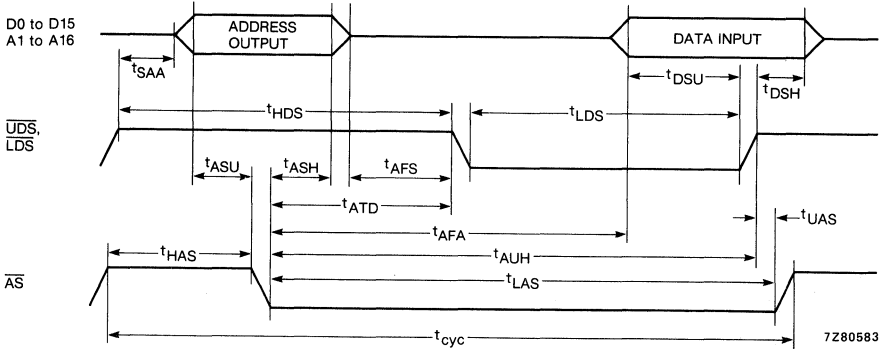 D0 to D15
A1 to A16
ADDRESS
OUTPUT
DATA INPUT
tSAA
tDSU
tDSH
tHDS
tLDS
UDS,
LDS
tASU
tASH
tAFS
tATD
tUAS
tAFA
tHAS
tAUH
AS
tLAS
tcyc
7Z80583